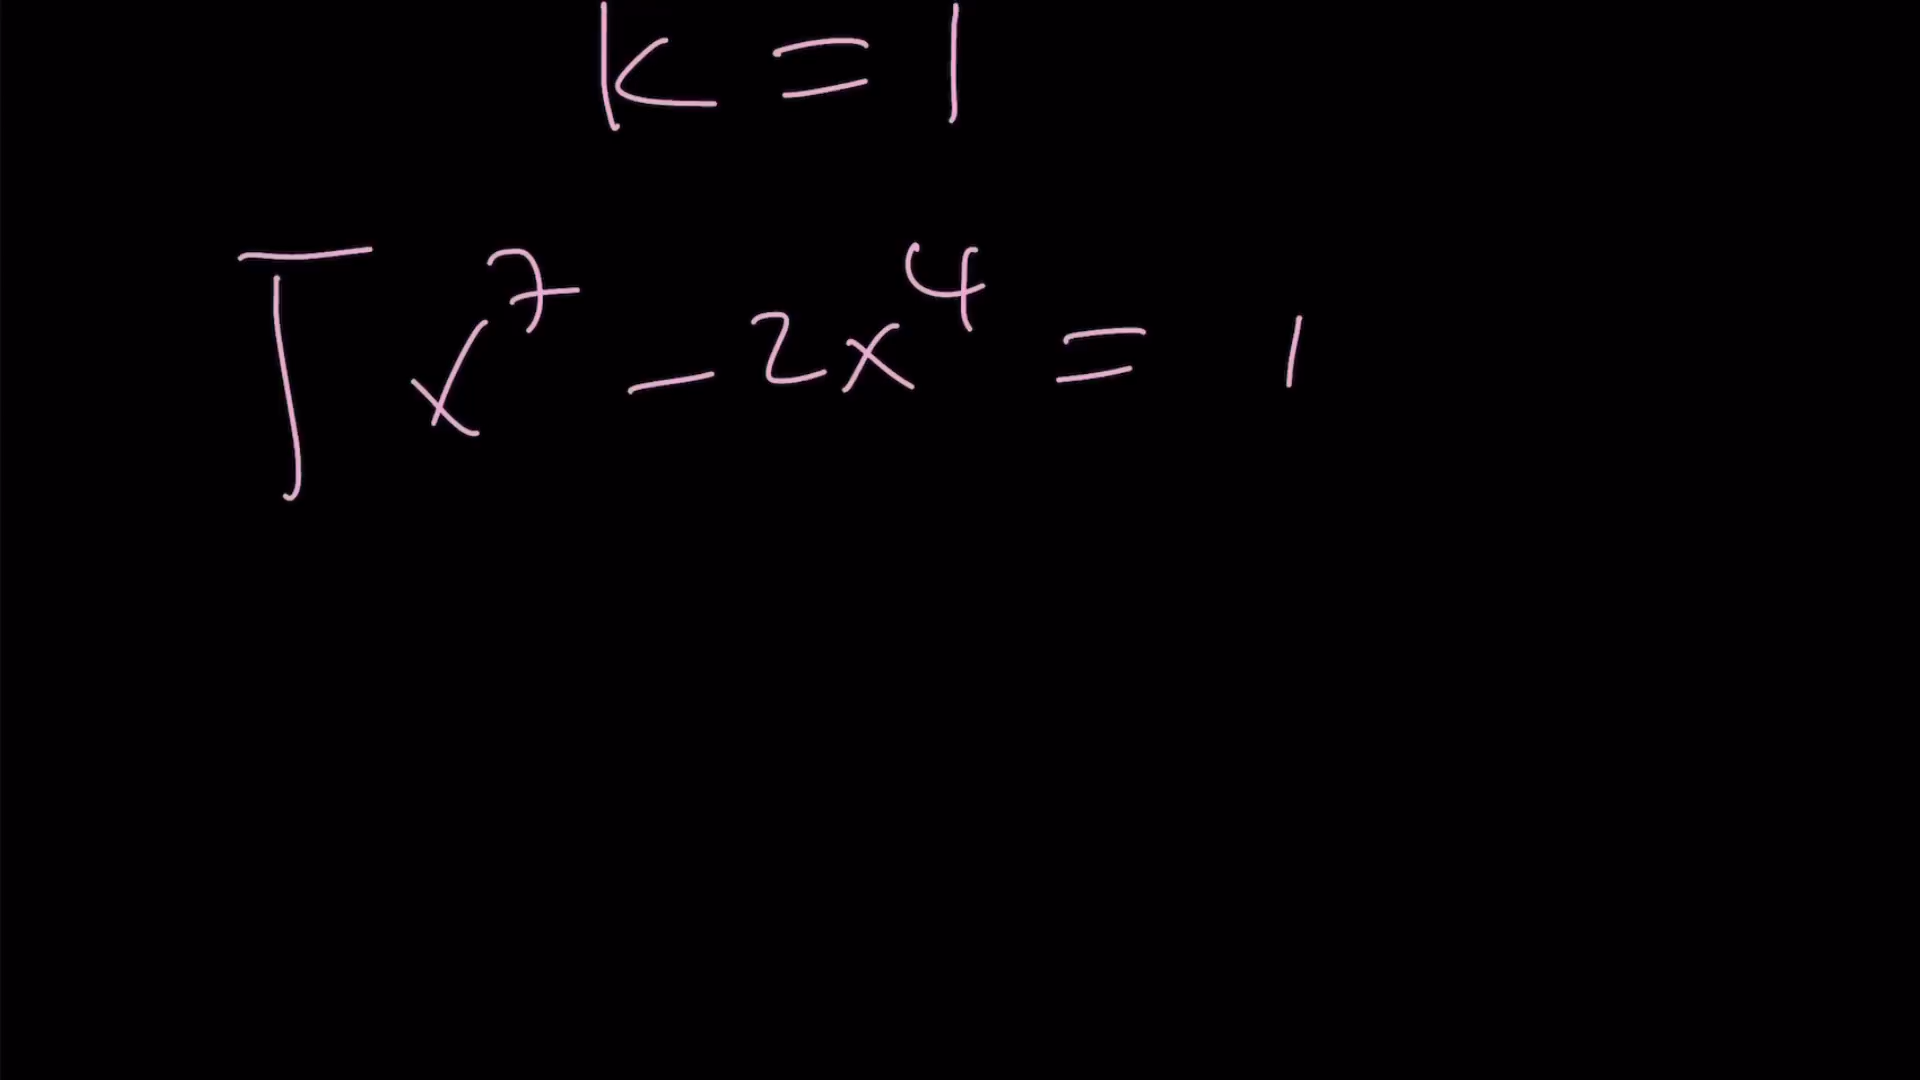 k = 1
T x⁷ - 2x⁴ = 1